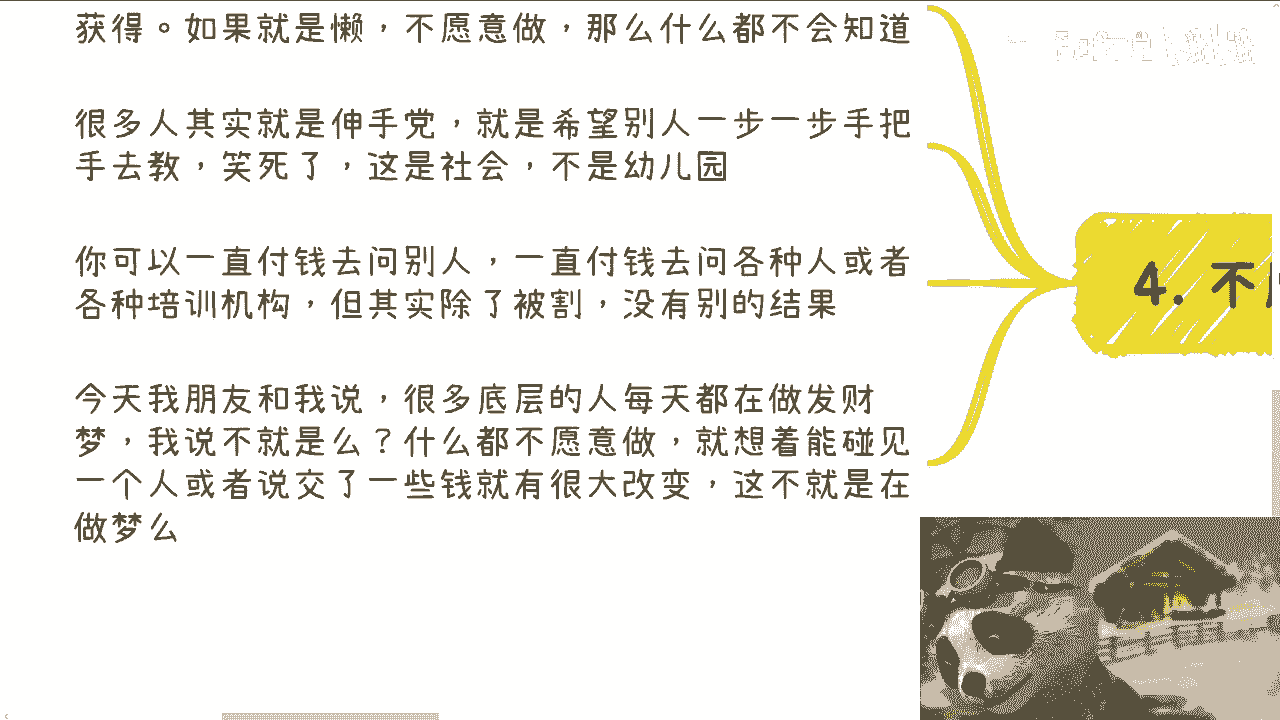 获得。如果就是懒，不愿意做，那么什么都不会知道
很多人其实就是伸手党，就是希望别人一步一步手把
手去教，笑死了，这是社会，不是幼儿园
你可以一直付钱去问别人，一直付钱去问各种人或者
各种培训机构，但其实除了被割，没有别的结果
今天我朋友和我说，很多底层的人每天都在做发财
梦，我说不就是么？什么都不愿意做，就想着能碰见
一个人或者说交了一些钱就有很大改变，这不就是在
做梦么
4. 不